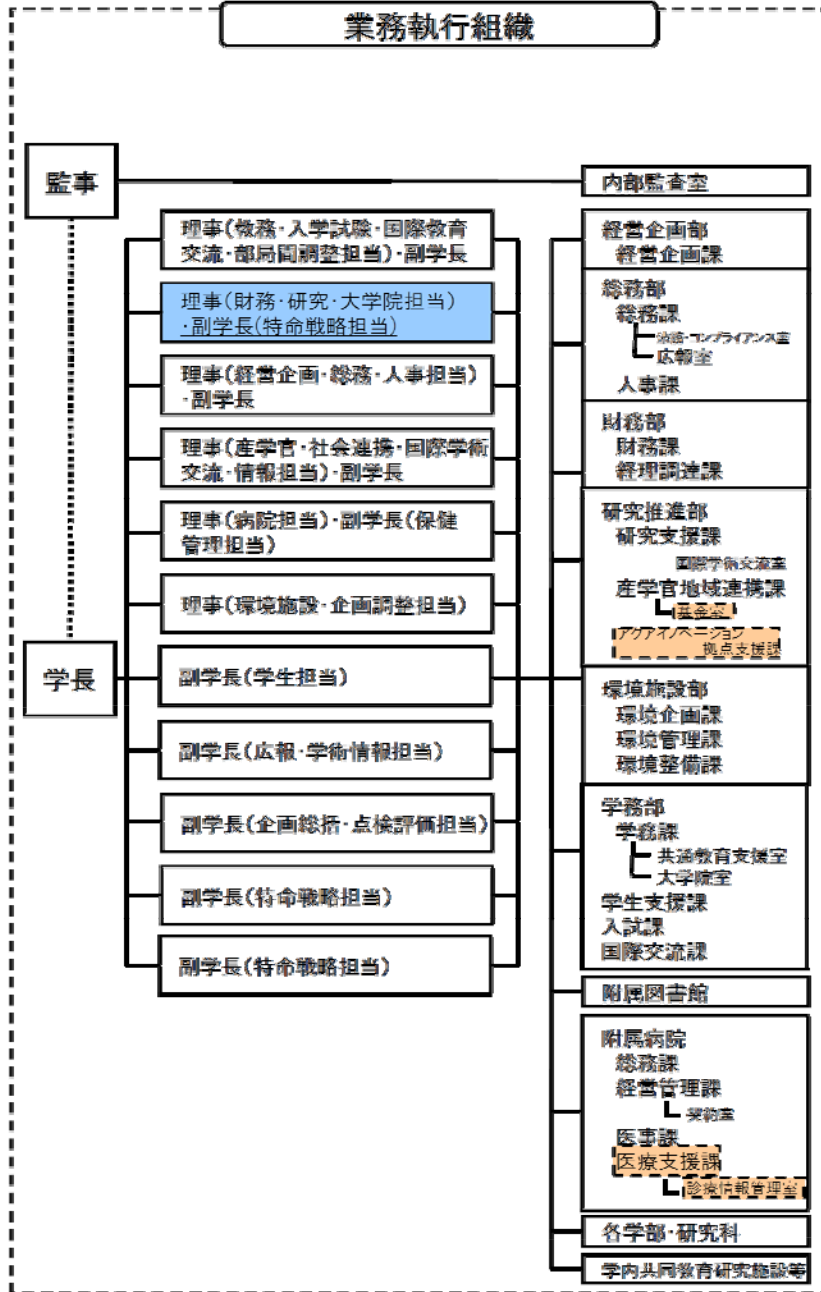 業務執行組織
監事
学長
理事(教務・入学試験・国際教育
交流・部局間調整担当)・副学長
理事(財務・研究・大学院担当)
・副学長(特命戦略担当)
理事(経営企画・総務・人事担当)
・副学長
理事(産学官・社会連携・国際学術
交流・情報担当)・副学長
理事(病院担当)・副学長(保健
管理担当)
理事(環境施設・企画調整担当)
副学長(学生担当)
副学長(広報・学術情報担当)
副学長(企画総括・点検評価担当)
副学長(特命戦略担当)
副学長(特命戦略担当)
内部監査室
経営企画部
経営企画課
総務部
総務課
法務・コンプライアンス室
広報室
人事課
財務部
財務課
経理調達課
研究推進部
研究支援課
国際学術交流室
産学官地域連携課
基金室
アクアイノベーション
拠点支援課
環境施設部
環境企画課
環境管理課
環境整備課
学務部
学務課
共通教育支援室
大学院室
学生支援課
入試課
国際交流課
附属図書館
附属病院
総務課
経営管理課
契約室
医事課
医療支援課
診療情報管理室
各学部・研究科
学内共同教育研究施設等